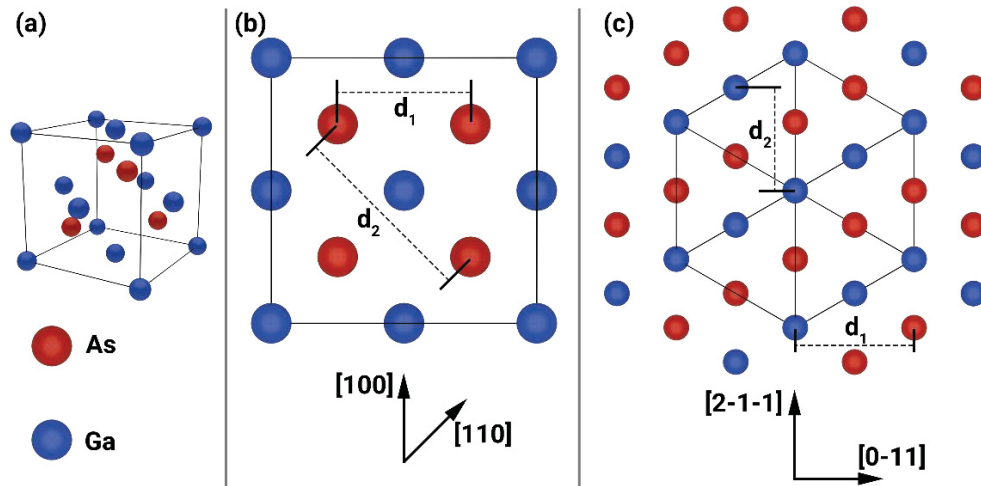 (a)
As
Ga
(b)
d₁
d₂
[100]
[110]
(c)
d₂
d₁
[2-1-1]
[0-11]